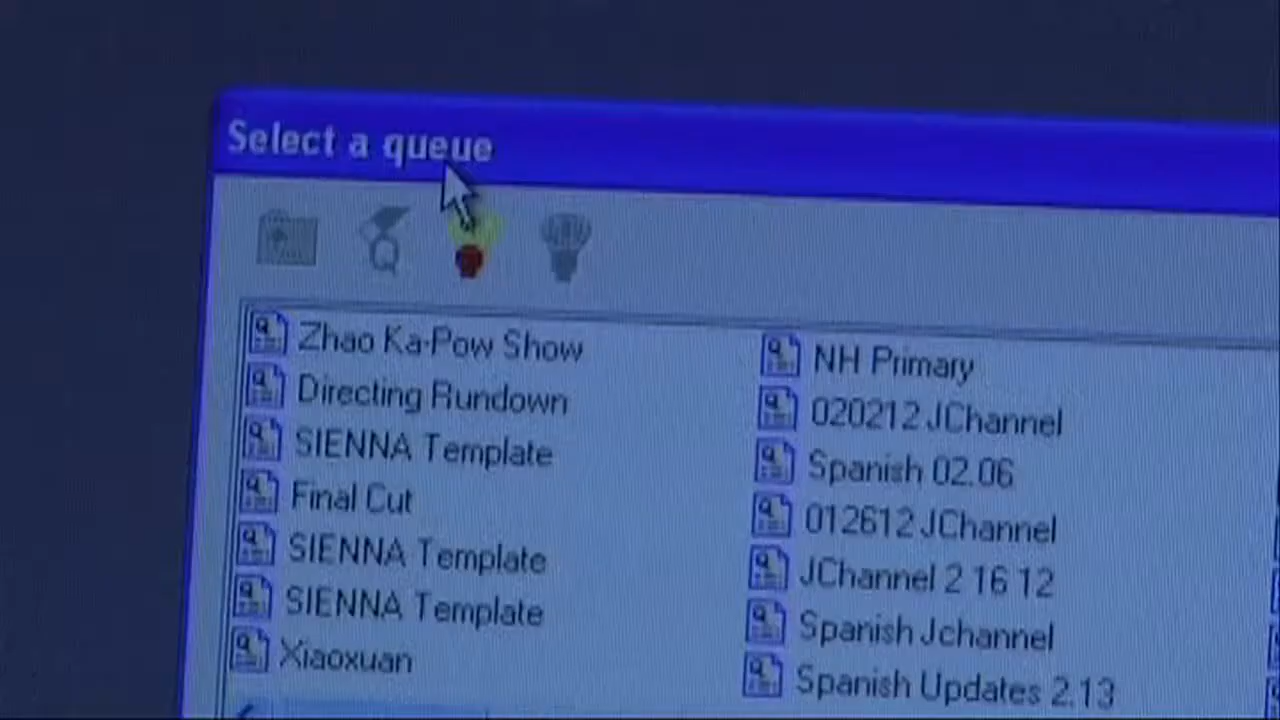 Select a queue
Zhao Ka-Pow Show
Directing Rundown
SIENNA Template
Final Cut
SIENNA Template
SIENNA Template
Xiaoxuan
NH Primary
020212 JChannel
Spanish 02.06
012612 JChannel
JChannel 2 16 12
Spanish Jchannel
Spanish Updates 2.13